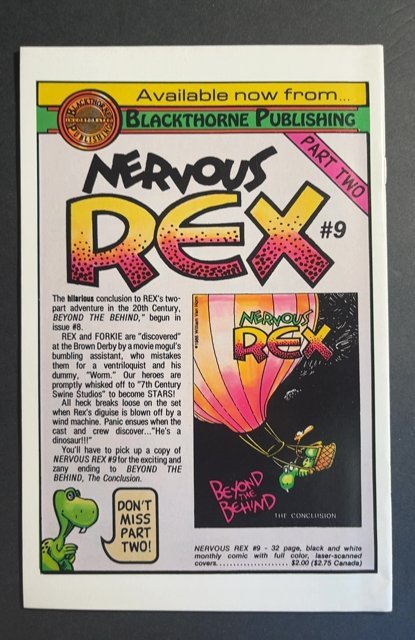 Available now from...
BLACKTHORNE
INCORPORATED
PUBLISHING
BLACKTHORNE PUBLISHING
PART TWO
NERVOUS
REX
#9
The hilarious conclusion to REX's two-
part adventure in the 20th Century,
BEYOND THE BEHIND," begun in
issue #8.
REX and FORKIE are "discovered"
at the Brown Derby by a movie mogul's
bumbling assistant, who mistakes
them for a ventriloquist and his
dummy, "Worm." Our heroes are
promptly whisked off to "7th Century
Swine Studios" to become STARS!
All heck breaks loose on the set
when Rex's diguise is blown off by a
wind machine. Panic ensues when the
cast and crew discover..."He's a
dinosaur!!!"
You'll have to pick up a copy of
NERVOUS REX #9 for the exciting and
zany ending to BEYOND THE
BEHIND, The Conclusion.
DON'T
MISS
PART
TWO!
NERVOUS
REX
BEYOND
THE
BEHIND
THE CONCLUSION
NERVOUS REX #9 - 32 page, black and white
monthly comic with full color, laser-scanned
covers...................... $2.00 ($2.75 Canada)